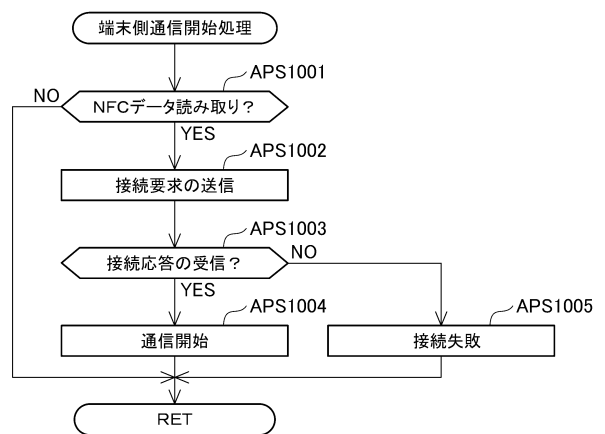 端末側通信開始処理
APS1001
NO
NFCデータ読み取り？
YES
APS1002
接続要求の送信
APS1003
接続応答の受信？
NO
YES
APS1004
APS1005
通信開始
接続失敗
RET